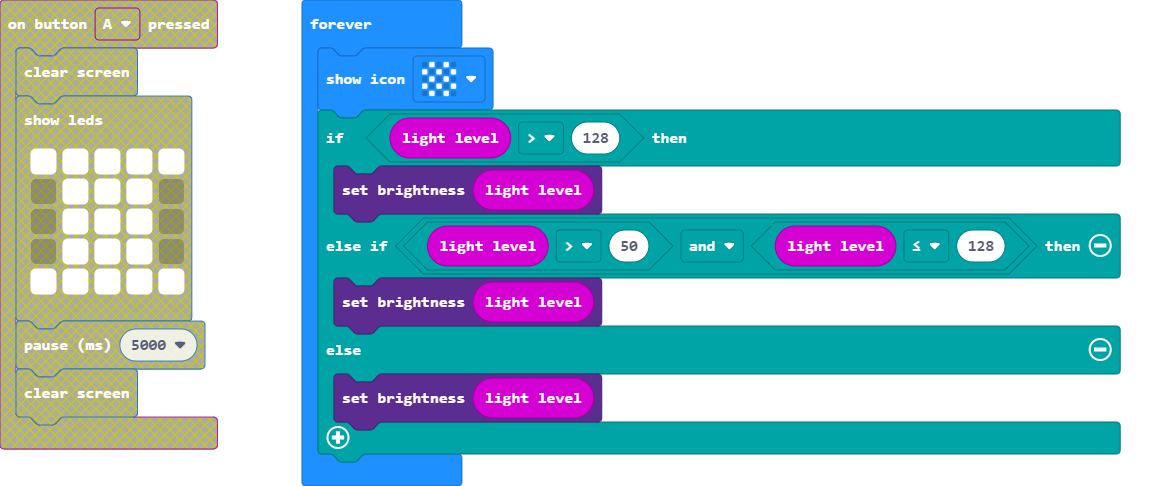 on button A pressed
clear screen
show leds
pause (ms) 5000
clear screen
forever
show icon
if light level > 128 then
set brightness light level
else if light level > 50 and light level ≤ 128 then
set brightness light level
else
set brightness light level